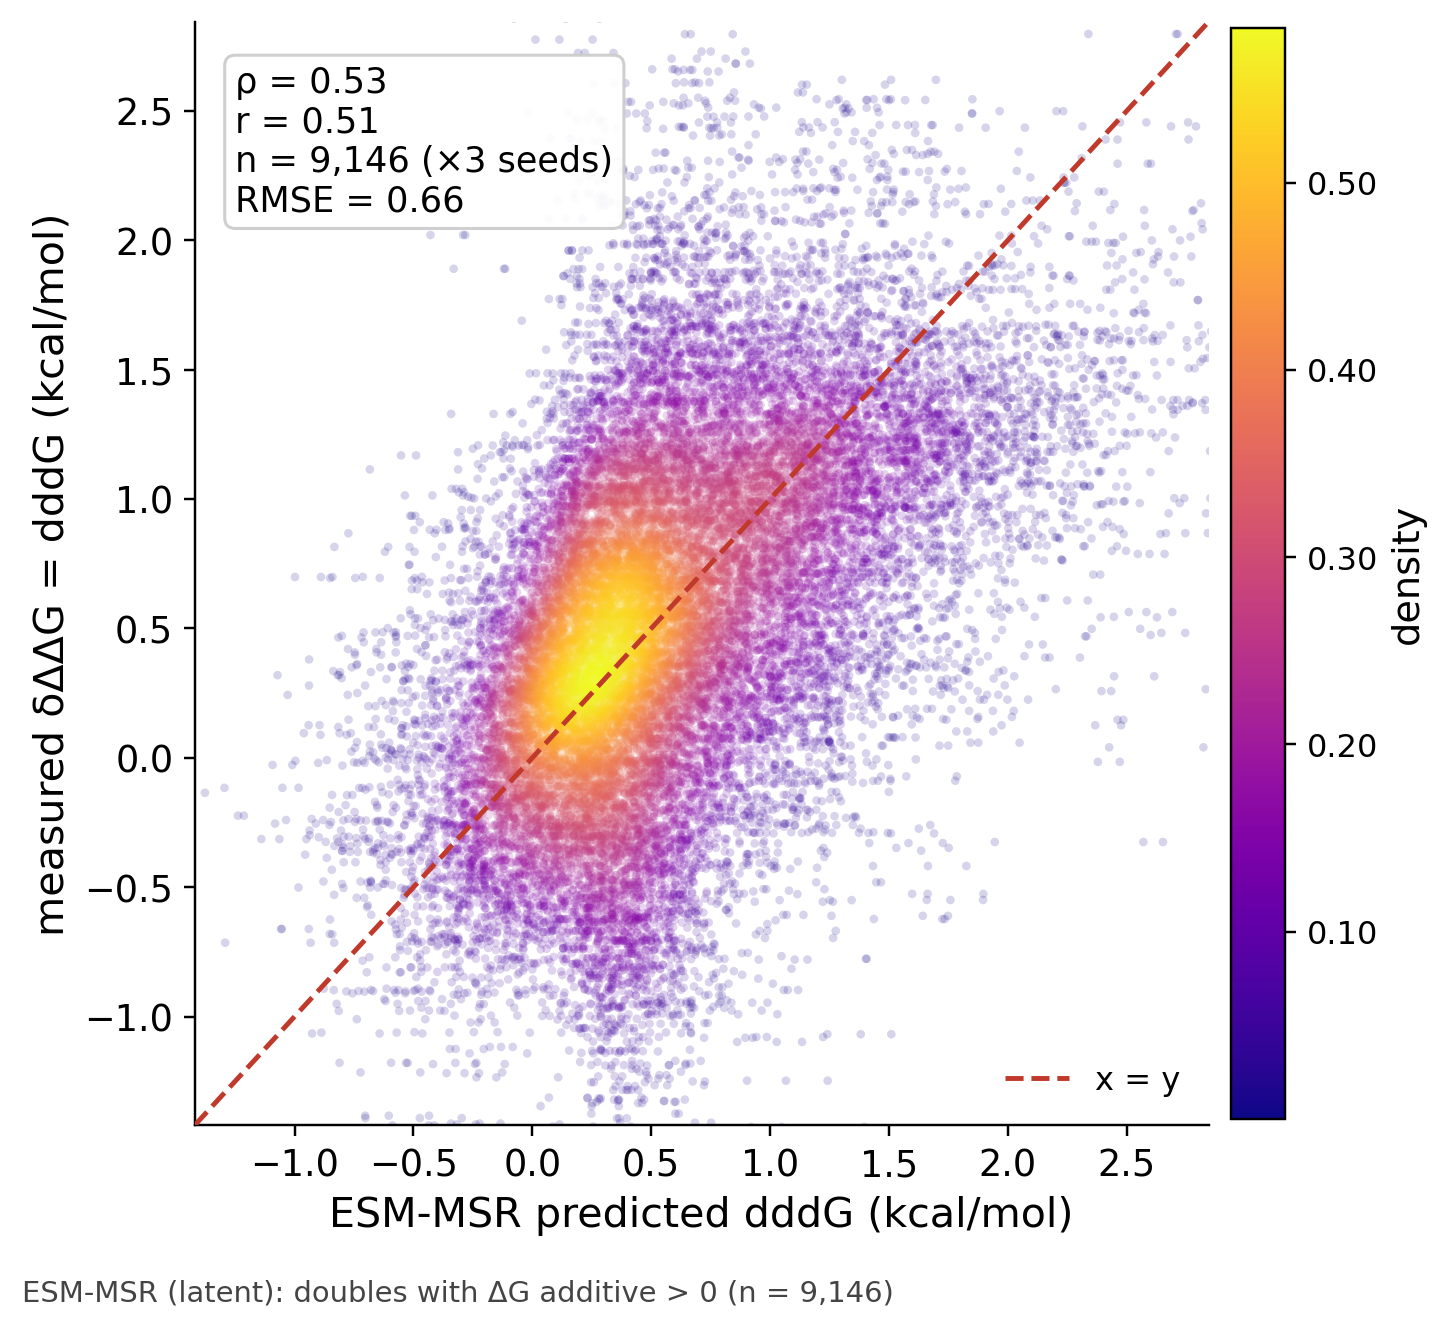 ρ = 0.53
r = 0.51
n = 9,146 (×3 seeds)
RMSE = 0.66
2.5
2.0
1.5
1.0
0.5
0.0
−0.5
−1.0
measured δΔΔG = dddG (kcal/mol)
−1.0 −0.5 0.0 0.5 1.0 1.5 2.0 2.5
ESM-MSR predicted dddG (kcal/mol)
x = y
0.50
0.40
0.30
0.20
0.10
density
ESM-MSR (latent): doubles with ΔG additive > 0 (n = 9,146)